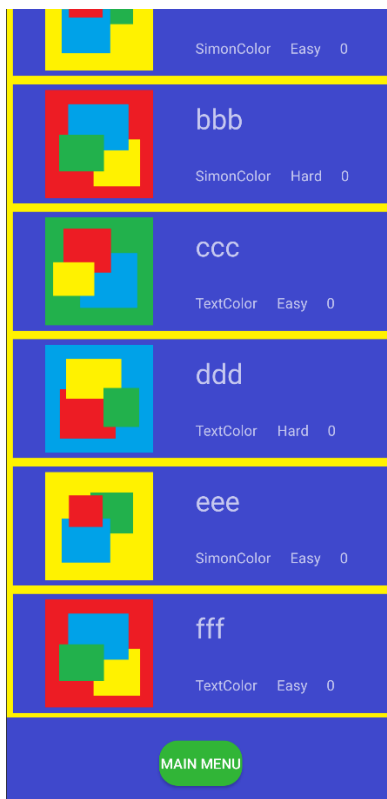 SimonColor Easy 0
bbb
SimonColor Hard 0
ccc
TextColor Easy 0
ddd
TextColor Hard 0
eee
SimonColor Easy 0
fff
TextColor Easy 0
MAIN MENU